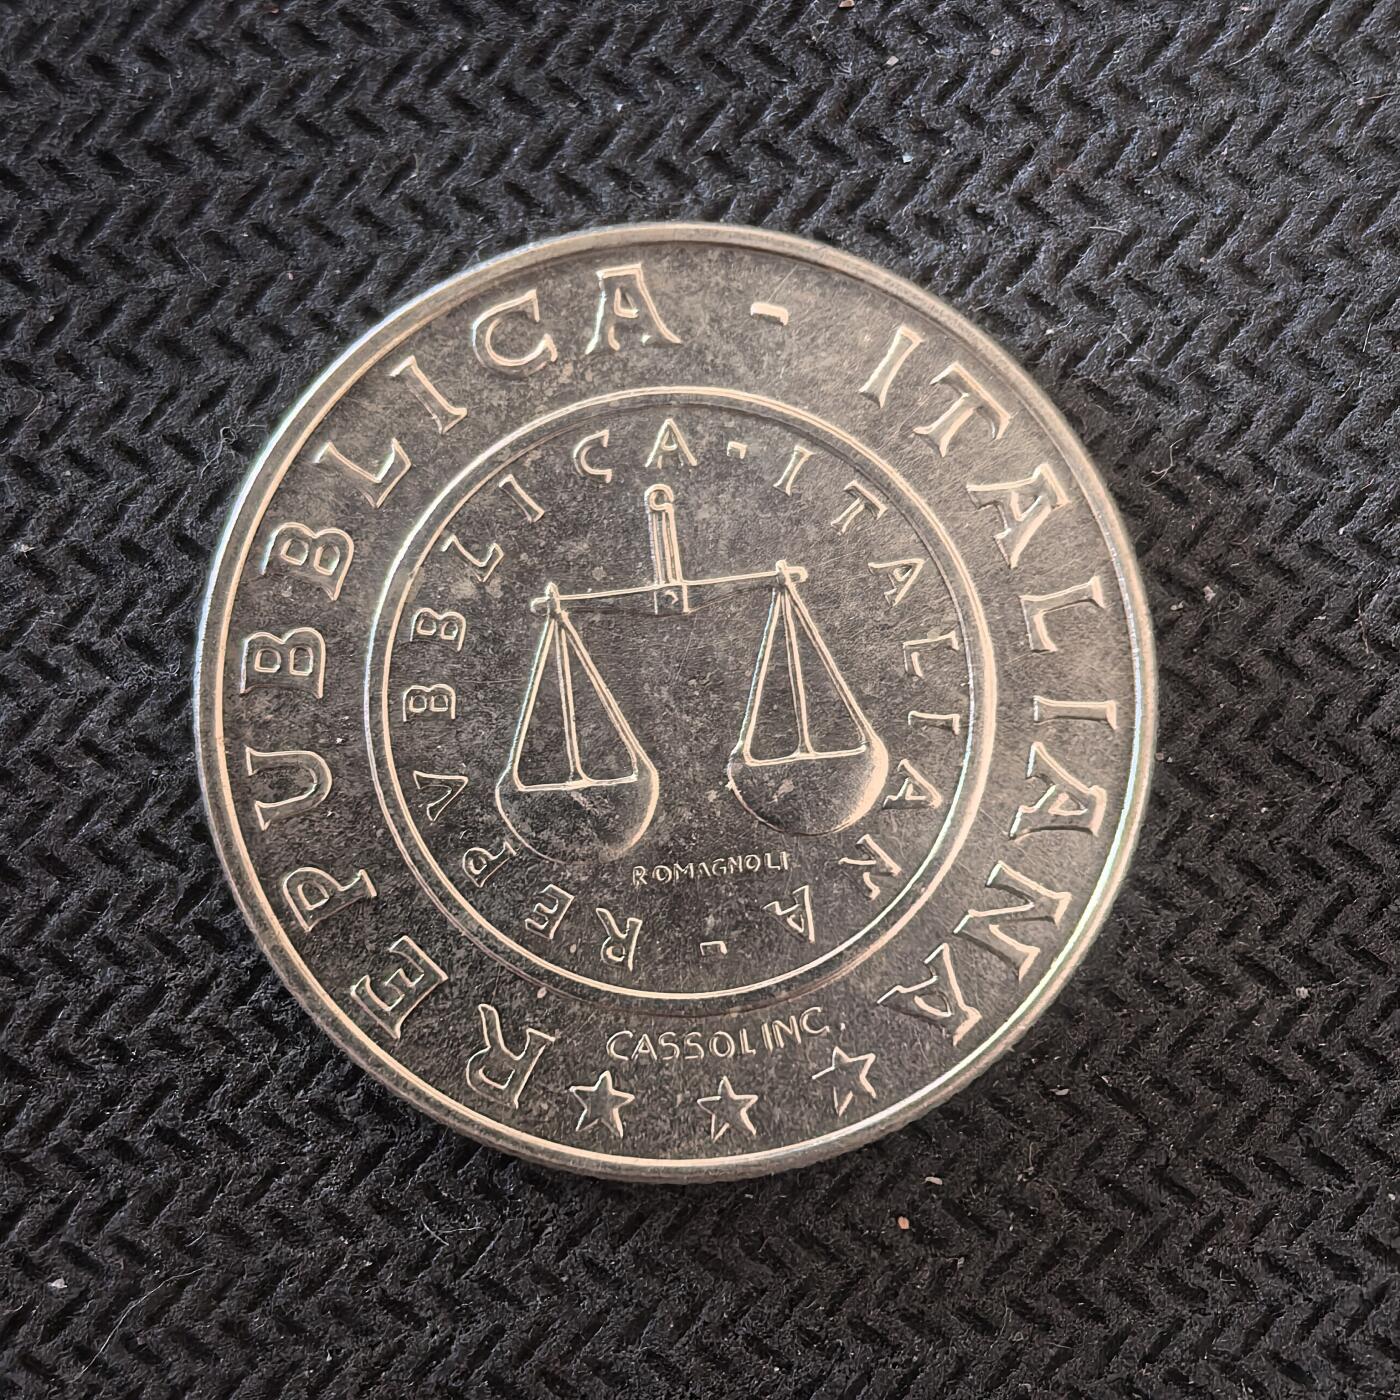 REPUBBLICA - ITALIANA
REPVBBLICA - ITALIANA -
ROMAGNOLI
CASSOL INC.